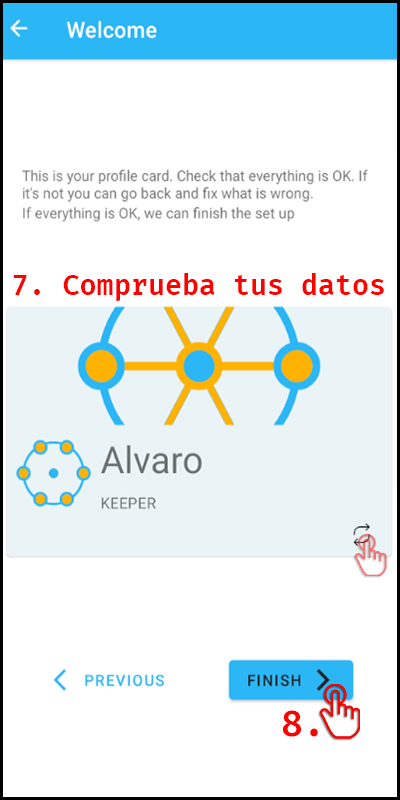 Welcome
This is your profile card. Check that everything is OK. If
it's not you can go back and fix what is wrong.
If everything is OK, we can finish the set up
7. Comprueba tus datos
Alvaro
KEEPER
PREVIOUS
FINISH
8.